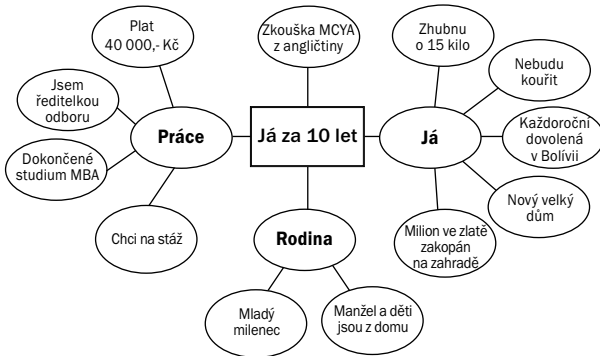 Plat
40 000,- Kč
Jsem
ředitelkou
odboru
Dokončené
studium MBA
Chci na stáž
Práce
Zkouška MCYA
z angličtiny
Já za 10 let
Rodina
Mladý
milenec
Manžel a děti
jsou z domu
Já
Zhubnu
o 15 kilo
Nebudu
kouřit
Každoroční
dovolená
v Bolívii
Nový velký
dům
Milion ve zlatě
zakopán
na zahradě